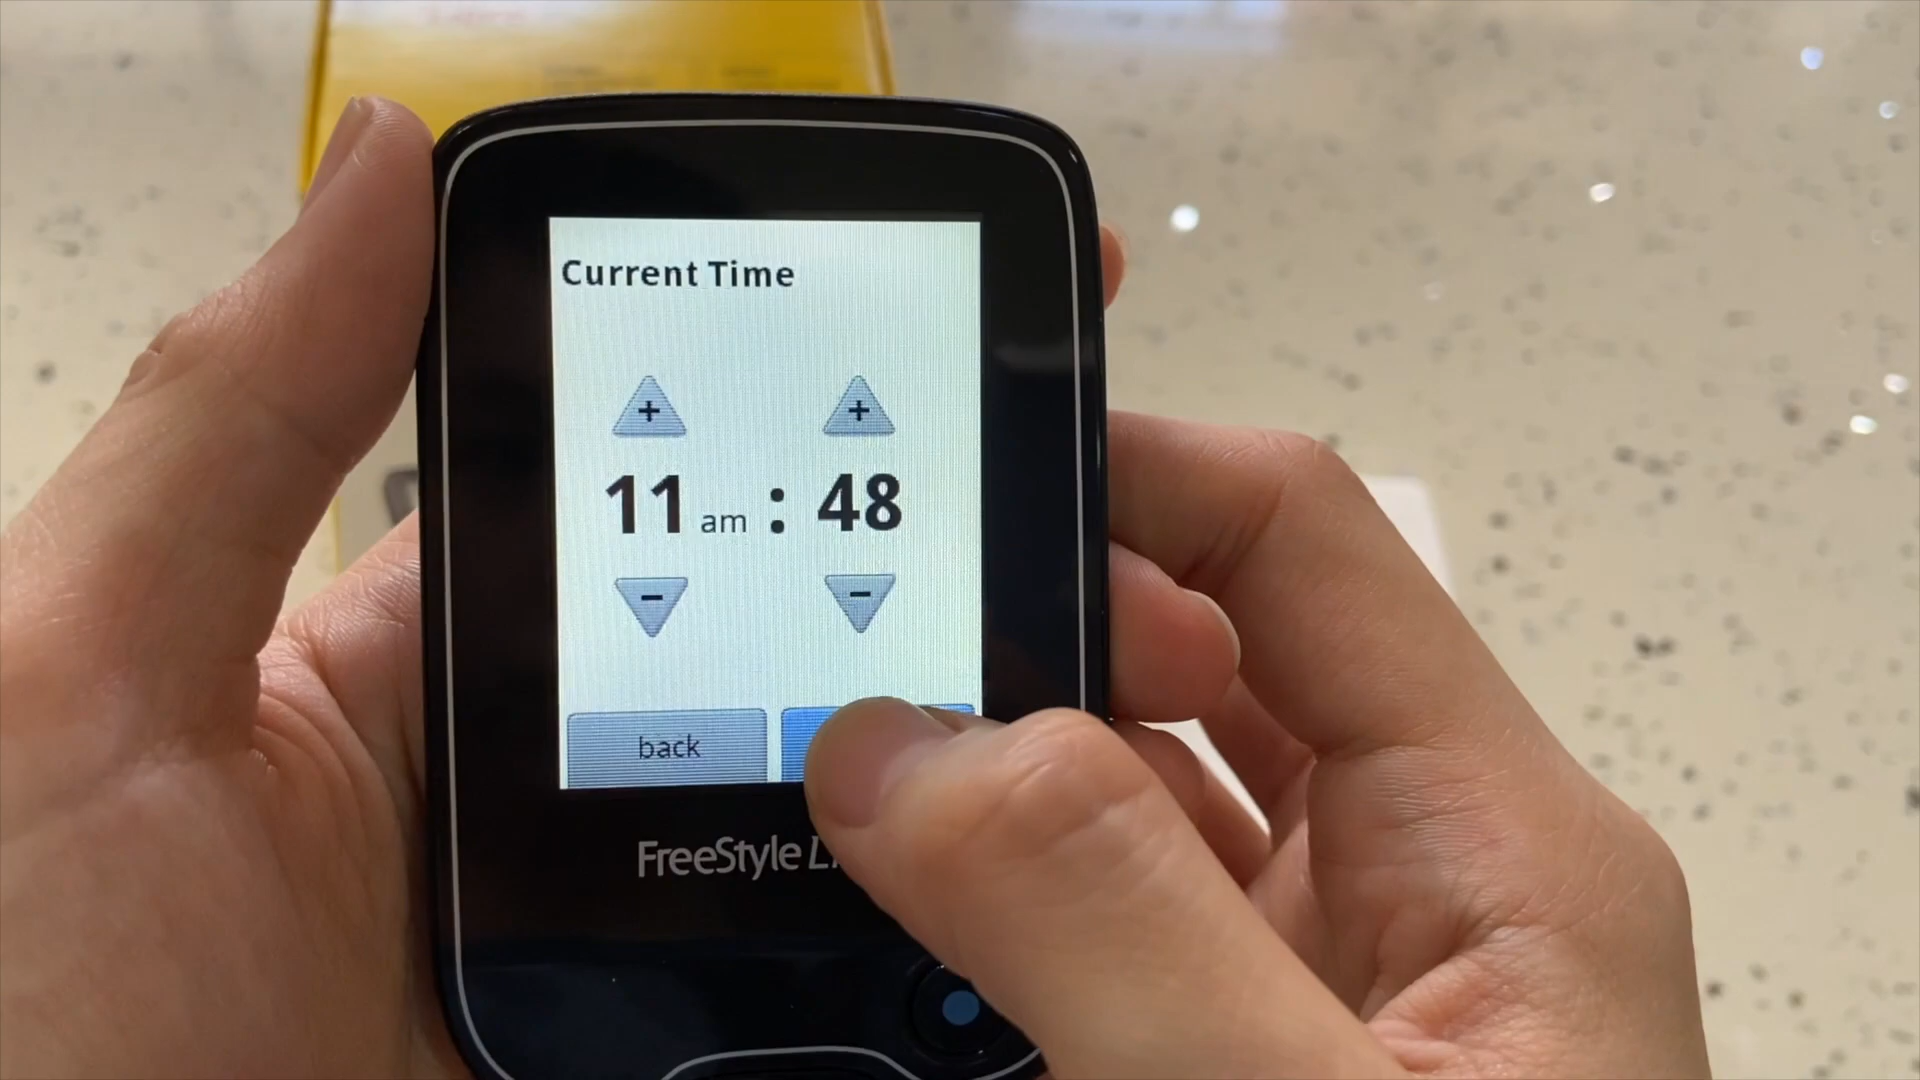 Current Time
+ +
11 am : 48
- -
back
FreeStyle